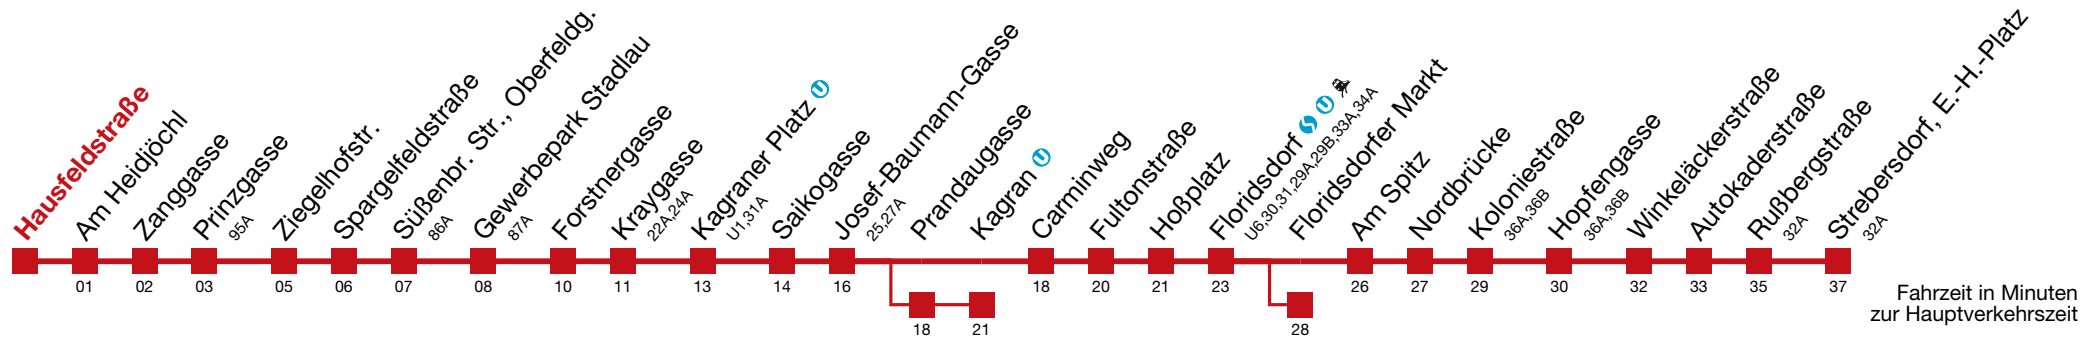 Hausfeldstraße
Am Heidjöchl
01
Zanggasse
02
Prinzgasse
95A
03
Ziegelhofstr.
05
Spargelfeldstraße
06
Süßenbr. Str., Oberfeldg.
86A
07
Gewerbepark Stadlau
87A
08
Forstnergasse
10
Kraygasse
22A,24A
11
Kagraner Platz U
U1,31A
13
Saikogasse
14
Josef-Baumann-Gasse
25,27A
16
Prandaugasse
18
Kagran U
21
Carminweg
18
Fultonstraße
20
Hoßplatz
21
Floridsdorf S U
U6,30,31,29A,29B,33A,34A
23
Floridsdorfer Markt
28
Am Spitz
26
Nordbrücke
27
Koloniestraße
36A,36B
29
Hopfengasse
36A,36B
30
Winkeläckerstraße
32
Autokaderstraße
33
Rußbergstraße
32A
35
Strebersdorf, E.-H.-Platz
32A
37
Fahrzeit in Minuten
zur Hauptverkehrszeit